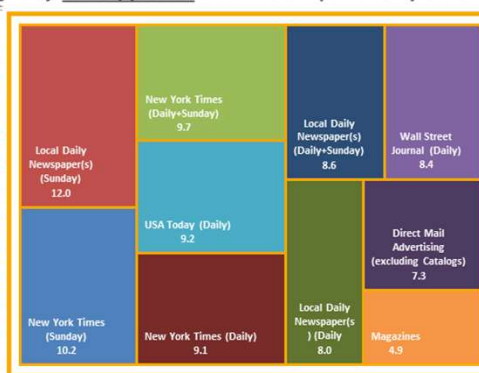 Local Daily
Newspaper(s)
(Sunday)
12.0
New York Times
(Sunday)
10.2
New York Times
(Daily+Sunday)
9.7
USA Today (Daily)
9.2
New York Times (Daily)
9.1
Local Daily
Newspaper(s)
(Daily+Sunday)
8.6
Wall Street
Journal (Daily)
8.4
Local Daily
Newspaper(s
) (Daily
8.0
Direct Mail
Advertising
(excluding Catalogs)
7.3
Magazines
4.9